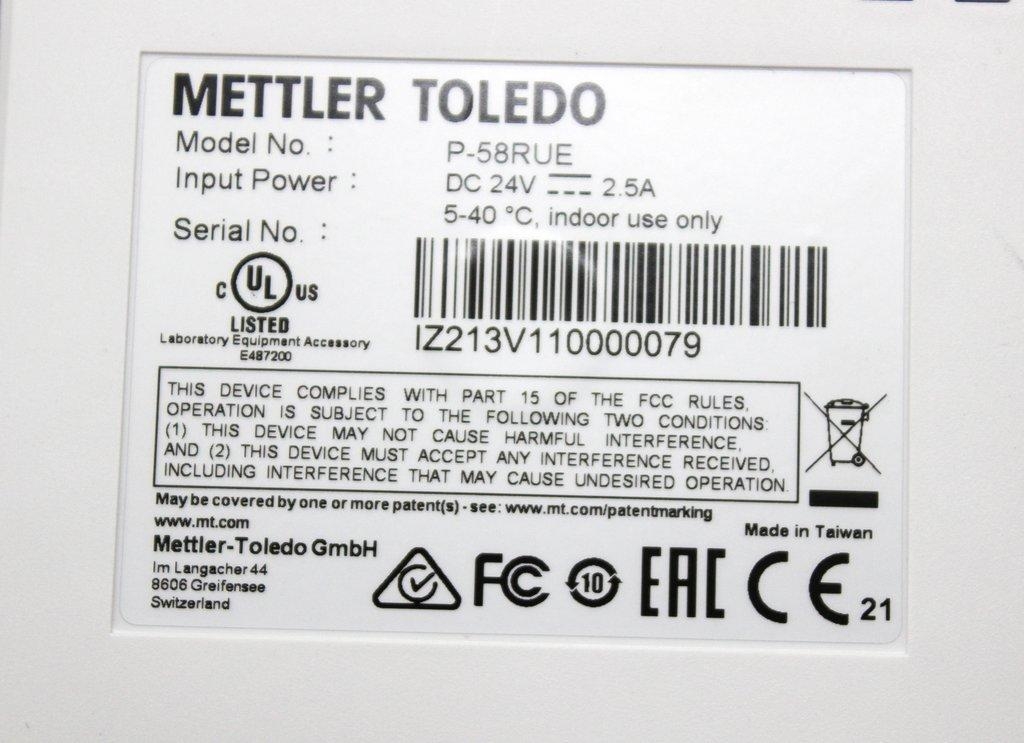 METTLER TOLEDO
Model No. : P-58RUE
Input Power : DC 24V 2.5A
5-40 °C, indoor use only
Serial No. :
C UL US
LISTED
Laboratory Equipment Accessory
E487200
IZ213V110000079
THIS DEVICE COMPLIES WITH PART 15 OF THE FCC RULES,
OPERATION IS SUBJECT TO THE FOLLOWING TWO CONDITIONS:
(1) THIS DEVICE MAY NOT CAUSE HARMFUL INTERFERENCE,
AND (2) THIS DEVICE MUST ACCEPT ANY INTERFERENCE RECEIVED,
INCLUDING INTERFERENCE THAT MAY CAUSE UNDESIRED OPERATION.
May be covered by one or more patent(s) - see: www.mt.com/patentmarking
www.mt.com
Made in Taiwan
Mettler-Toledo GmbH
Im Langacher 44
8606 Greifensee
Switzerland
FC 10 EAC CE 21